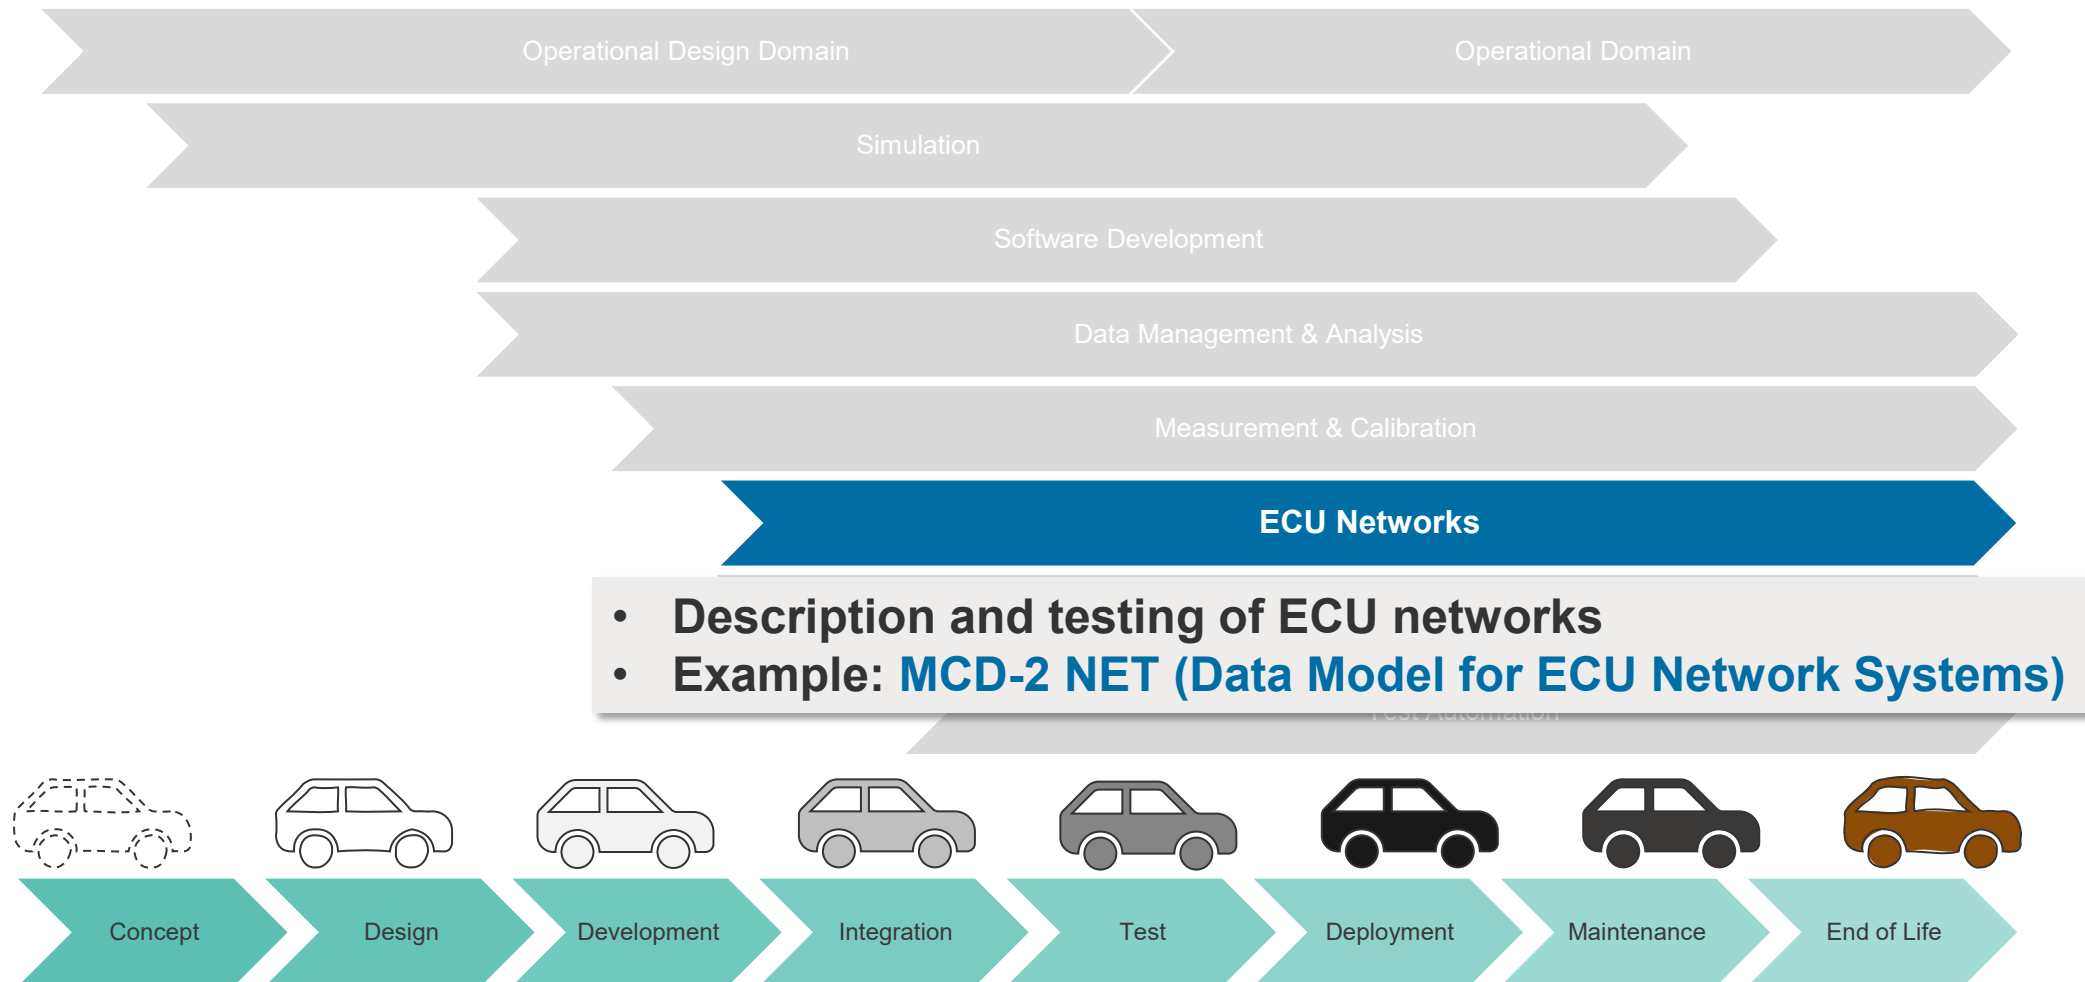 Operational Design Domain
Operational Domain
Simulation
Software Development
Data Management & Analysis
Measurement & Calibration
ECU Networks
• Description and testing of ECU networks
• Example: MCD-2 NET (Data Model for ECU Network Systems)
Test Automation
Concept
Design
Development
Integration
Test
Deployment
Maintenance
End of Life